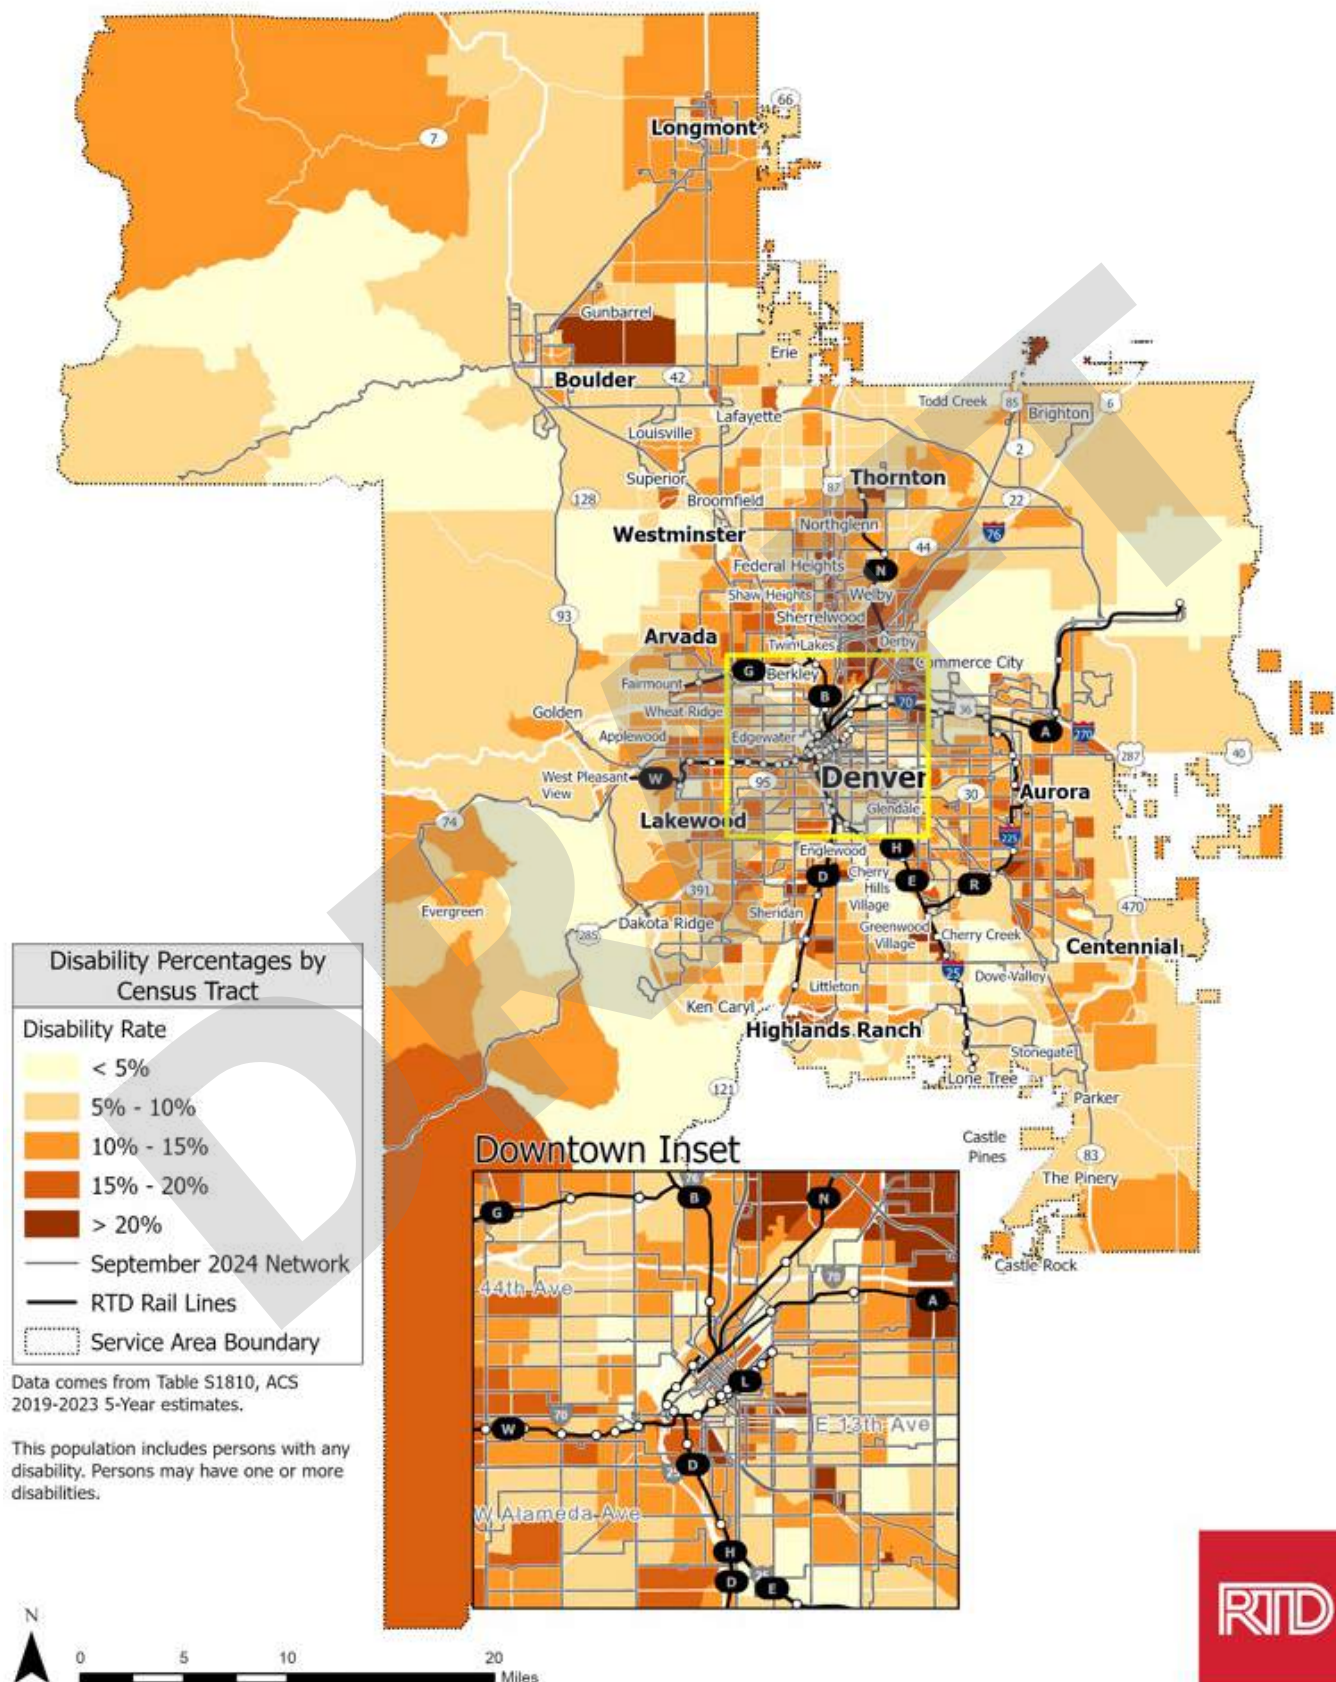 66
Longmont
7
Gunbarrel
Erie
Boulder
42
Todd Creek
85
6
Brighton
Lafayette
Louisville
2
Superior
Thornton
87
128
Broomfield
22
Northglenn
Westminster
76
44
Federal Heights
N
Shaw Heights
Welby
93
Sherrelwood
Arvada
Derby
Twin Lakes
Commerce City
G
Berkley
Fairmount
B
70
36
Golden
Wheat Ridge
Applewood
Edgewater
A
270
287
40
West Pleasant
View
W
95
Denver
30
Aurora
Glendale
74
Lakewood
225
Englewood
H
D
Cherry
Hills
Village
E
R
391
Evergreen
Sheridan
470
Dakota Ridge
285
Greenwood
Village
Cherry Creek
Centennial
25
Dove Valley
Littleton
Ken Caryl
Highlands Ranch
Stonegate
Lone Tree
121
Parker
Castle
Pines
83
The Pinery
Castle Rock
DRAFT
Disability Percentages by
Census Tract
Disability Rate
< 5%
5% - 10%
10% - 15%
15% - 20%
> 20%
September 2024 Network
RTD Rail Lines
Service Area Boundary
Data comes from Table S1810, ACS
2019-2023 5-Year estimates.
This population includes persons with any
disability. Persons may have one or more
disabilities.
Downtown Inset
76
B
N
G
44th Ave
70
A
L
70
W
E 13th Ave
D
25
W Alameda Ave
H
D
E
25
N
0 5 10 20
Miles
RTD